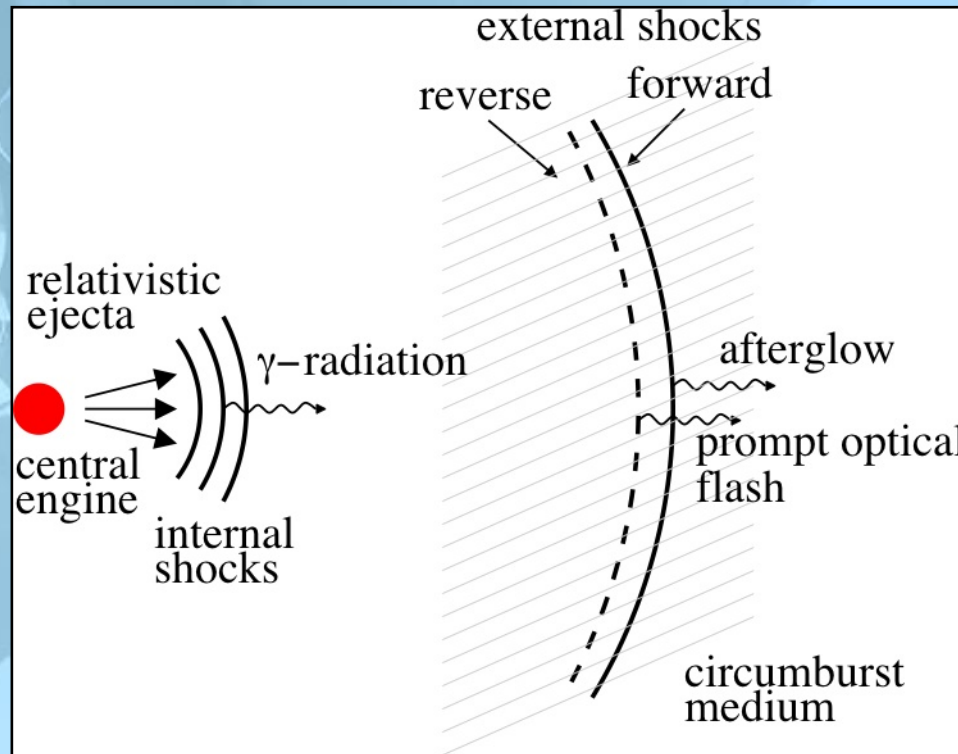 external shocks
reverse
forward
relativistic
ejecta
γ−radiation
afterglow
central
engine
prompt optical
flash
internal
shocks
circumburst
medium